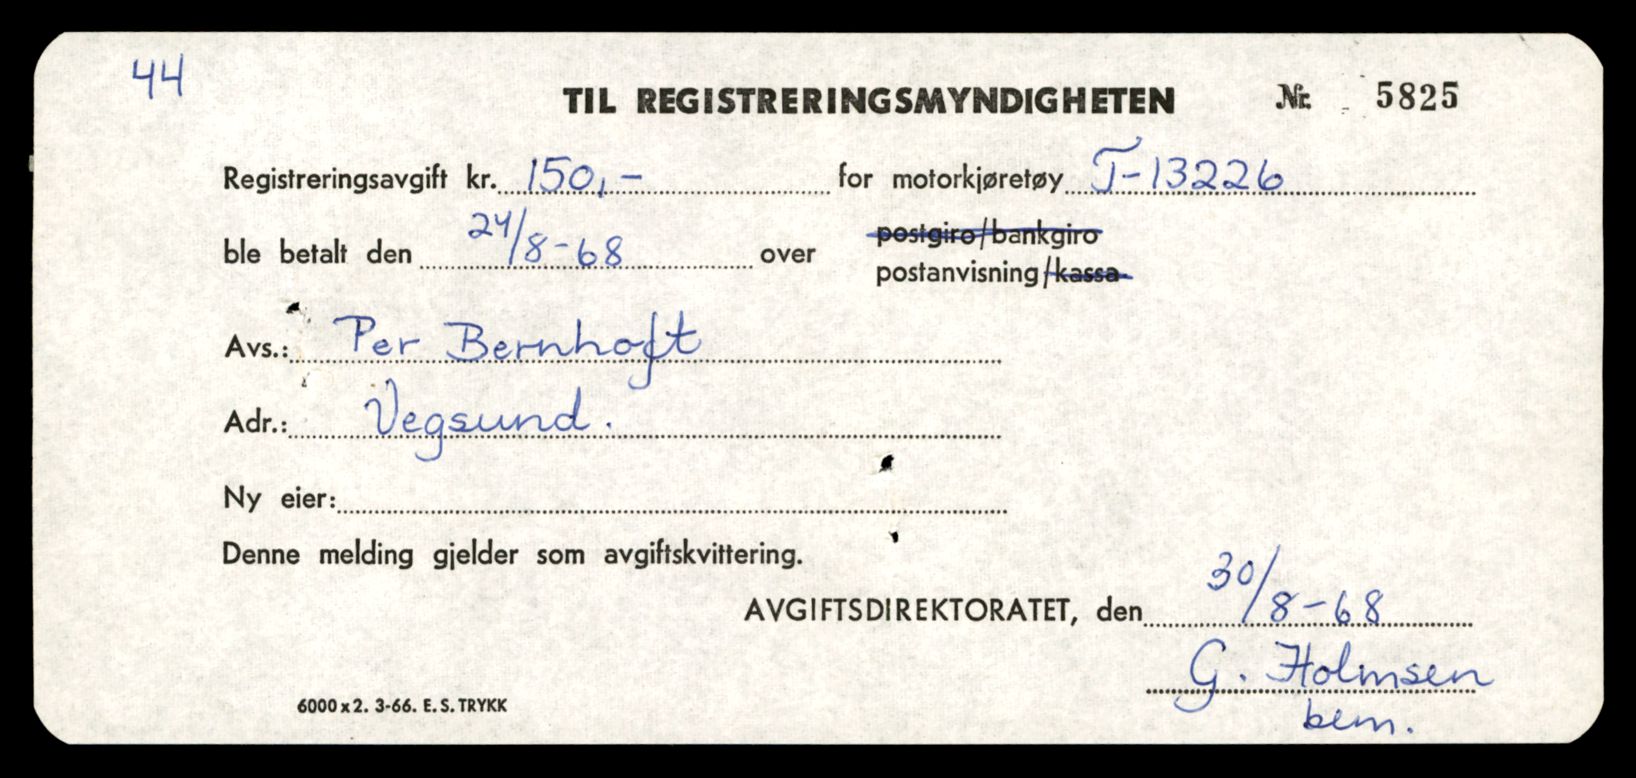 44
TIL REGISTRERINGSMYNDIGHETEN Nr. 5825
Registreringsavgift kr. 150,- for motorkjøretøy T-13226
ble betalt den 24/8-68 over postgiro/bankgiro
postanvisning/kassa
Avs.: Per Bernhoft
Adr.: Vegsund.
Ny eier:
Denne melding gjelder som avgiftskvittering.
AVGIFTSDIREKTORATET, den 30/8-68
G. Holmsen
bem.
6000 x 2. 3-66. E. S. TRYKK